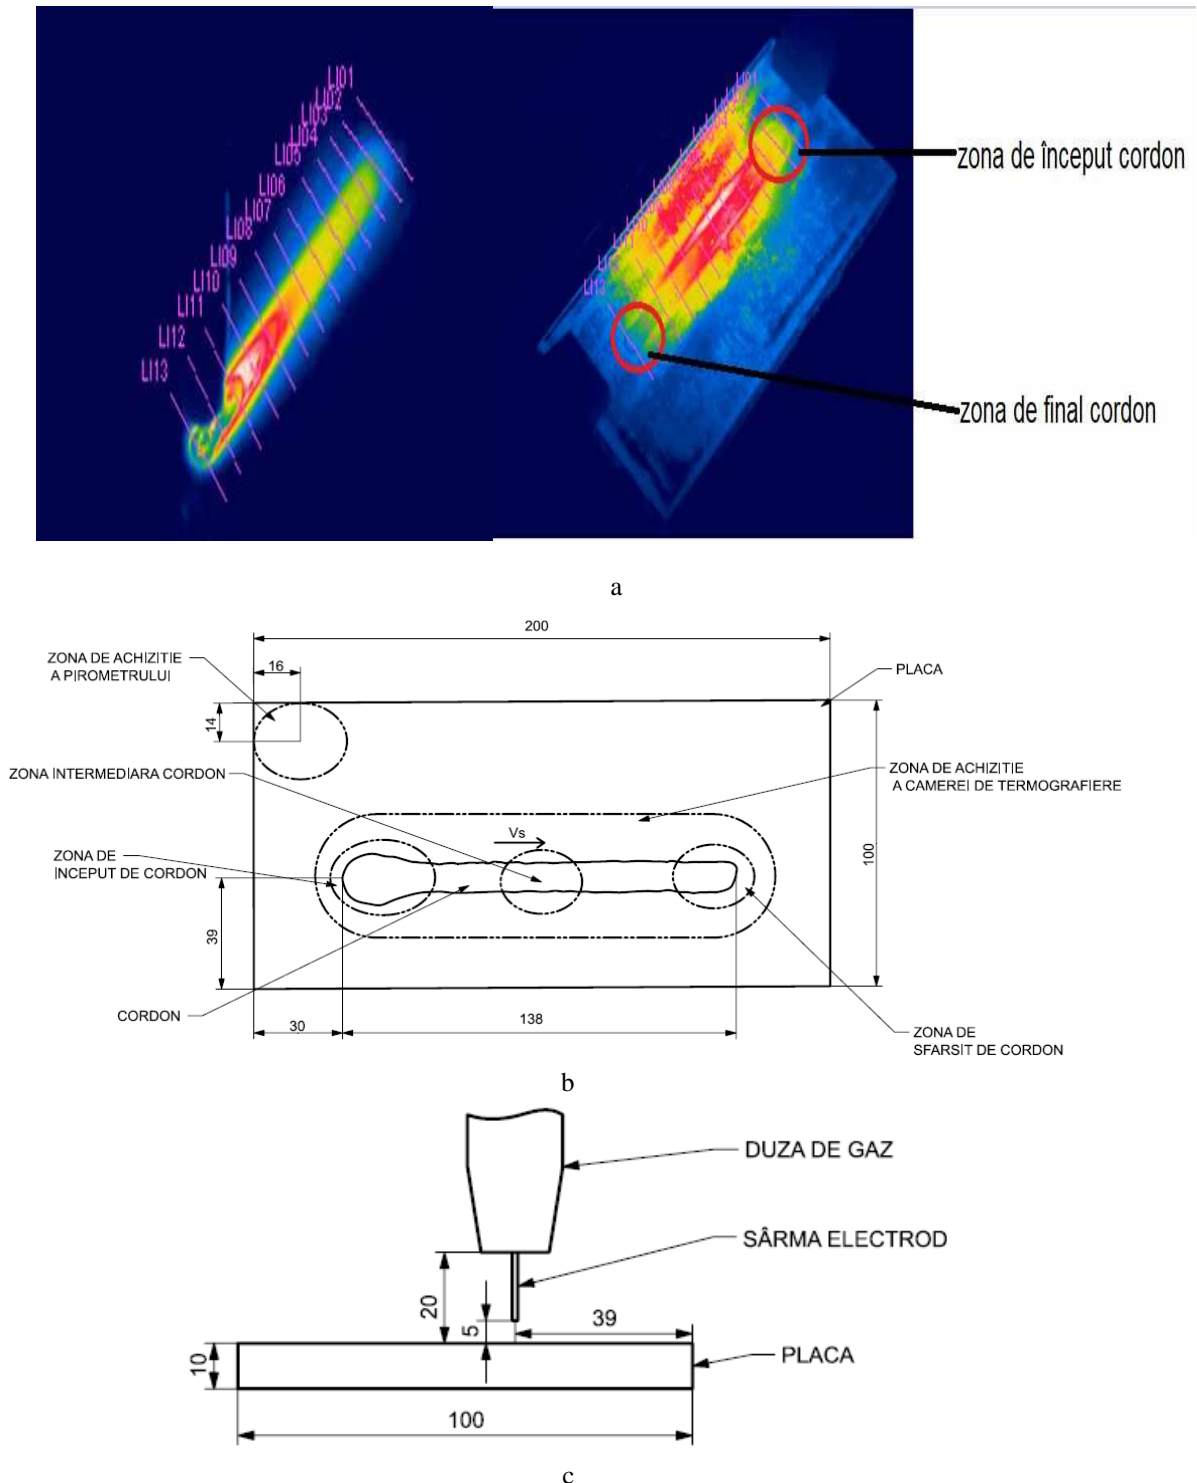 LI01
LI02
LI03
LI04
LI05
LI06
LI07
LI08
LI09
LI10
LI11
LI12
LI13
LI01
LI11
LI13
zona de început cordon
zona de final cordon
a
200
ZONA DE ACHIZITIE
A PIROMETRULUI
16
PLACA
14
ZONA INTERMEDIARA CORDON
ZONA DE ACHIZITIE
A CAMEREI DE TERMOGRAFIERE
Vs
ZONA DE
INCEPUT DE CORDON
100
39
CORDON
30
138
ZONA DE
SFARSIT DE CORDON
b
DUZA DE GAZ
SÂRMA ELECTROD
20
5
39
10
PLACA
100
c